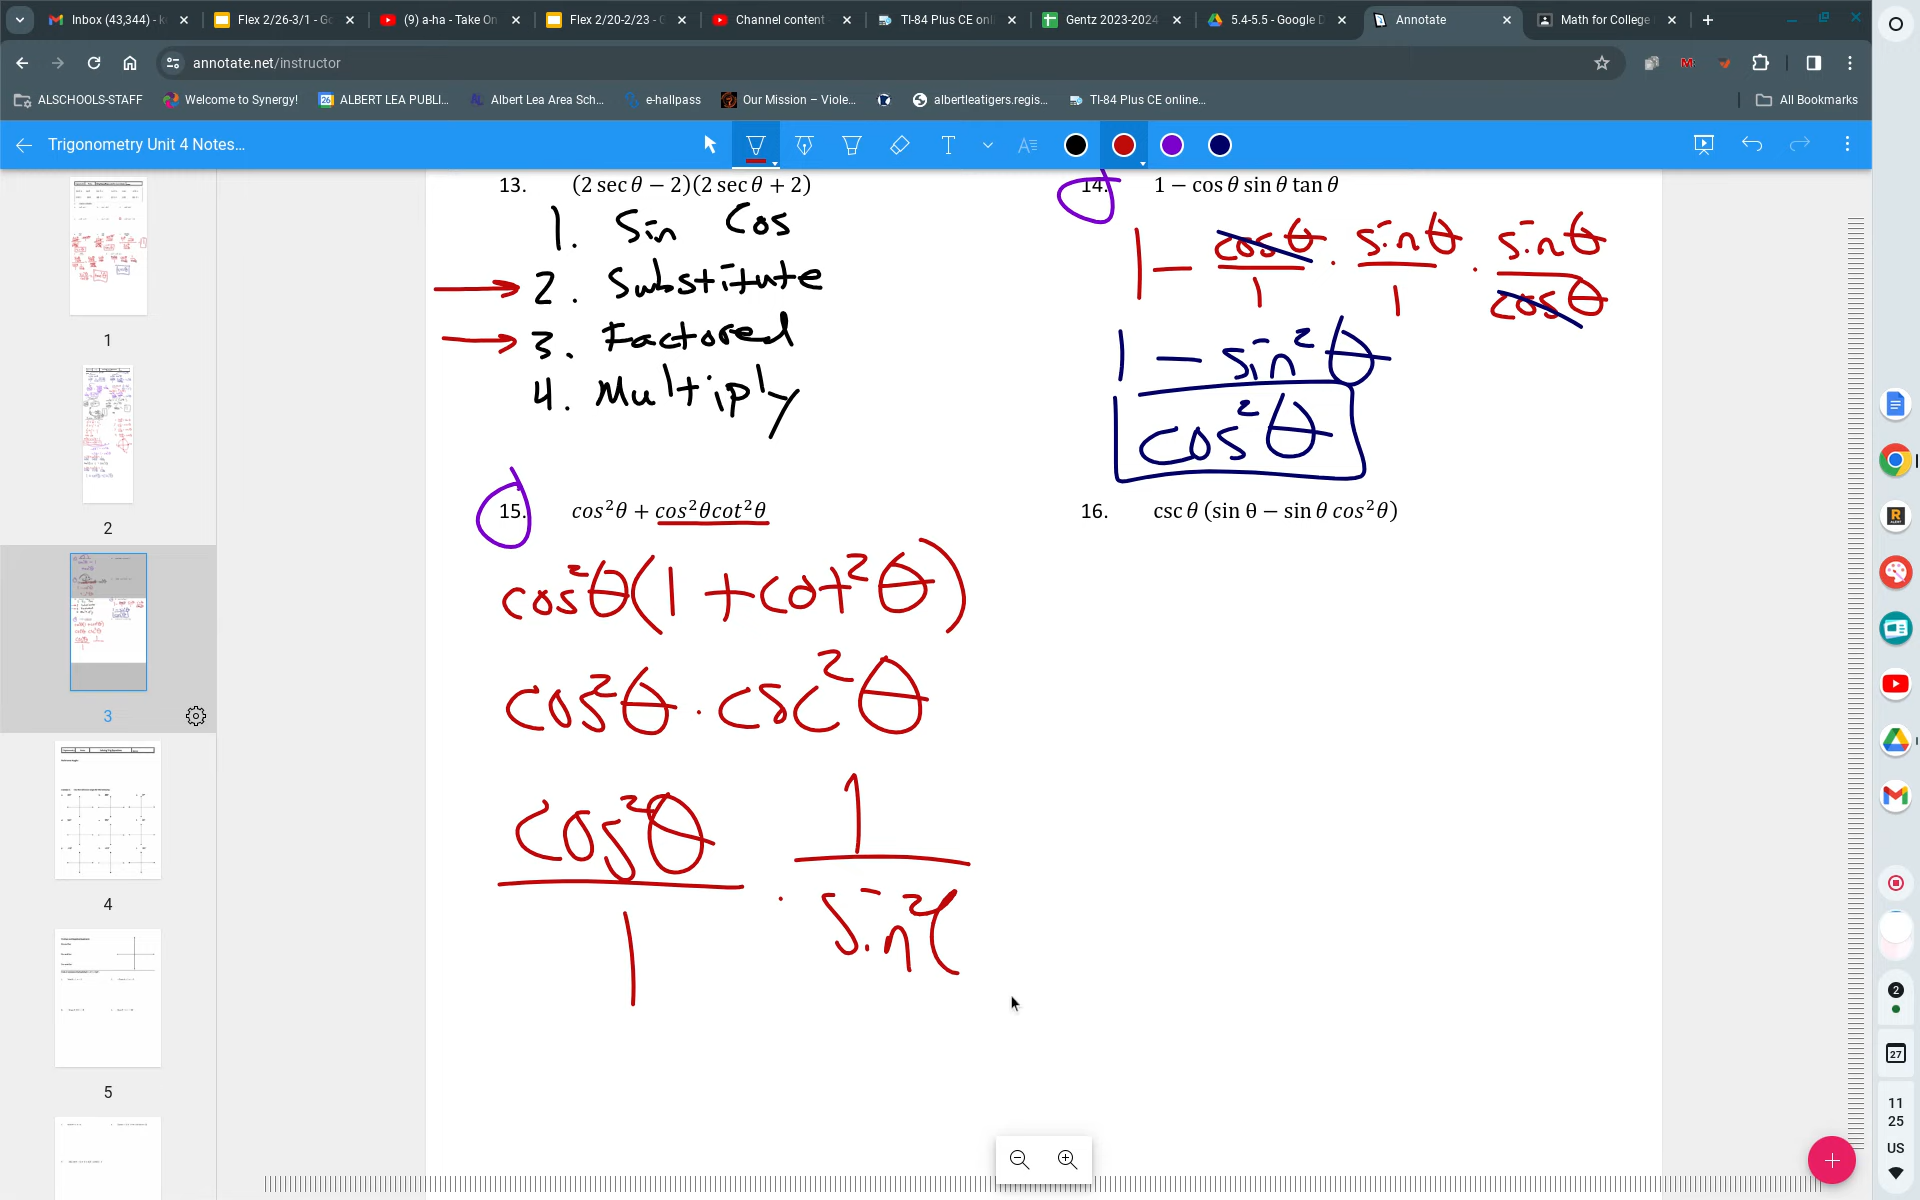 Inbox (43,344) - k
Flex 2/26-3/1 - Go
(9) a-ha - Take On
Flex 2/20-2/23 - G
Channel content
TI-84 Plus CE onl
Gentz 2023-2024
5.4-5.5 - Google D
Annotate
Math for College
annotate.net/instructor
ALSCHOOLS-STAFF
Welcome to Synergy!
ALBERT LEA PUBLI...
Albert Lea Area Sch...
e-hallpass
Our Mission – Viole...
albertleatigers.regis...
TI-84 Plus CE online...
All Bookmarks
Trigonometry Unit 4 Notes...
13. (2 sec θ − 2)(2 sec θ + 2)
1. Sin Cos
2. Substitute
3. Factored
4. Multiply
14. 1 − cos θ sin θ tan θ
1 − cosθ/1 · sinθ/1 · sinθ/cosθ
1 − sin²θ
cos²θ
15. cos²θ + cos²θcot²θ
cos²θ(1 + cot²θ)
cos²θ · csc²θ
cos²θ/1 · 1/sin²(
16. csc θ (sin θ − sin θ cos²θ)
1
2
3
4
5
2
27
11
25
US